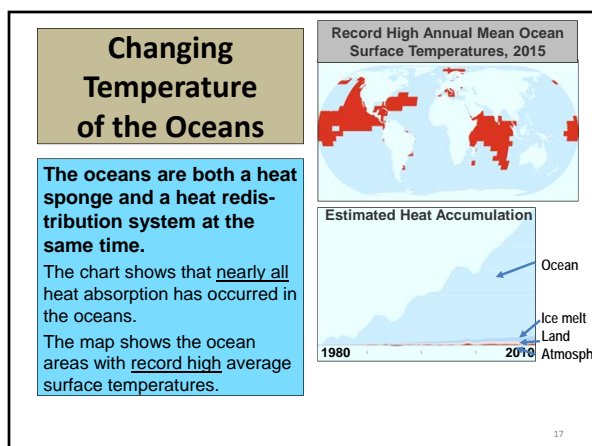 Changing
Temperature
of the Oceans
The oceans are both a heat
sponge and a heat redis-
tribution system at the
same time.
The chart shows that nearly all
heat absorption has occurred in
the oceans.
The map shows the ocean
areas with record high average
surface temperatures.
Record High Annual Mean Ocean
Surface Temperatures, 2015
Estimated Heat Accumulation
Ocean
Ice melt
Land
Atmosph
1980
2010
17